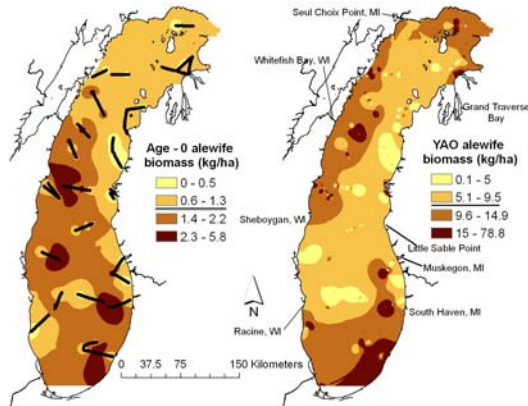 Seul Choix Point, MI
Whitefish Bay, WI
Grand Traverse
Bay
Age - 0 alewife
biomass (kg/ha)
0 - 0.5
0.6 - 1.3
1.4 - 2.2
2.3 - 5.8
YAO alewife
biomass (kg/ha)
0.1 - 5
5.1 - 9.5
9.6 - 14.9
15 - 78.8
Sheboygan, WI
Little Sable Point
Muskegon, MI
N
South Haven, MI
Racine, WI
0 37.5 75 150 Kilometers